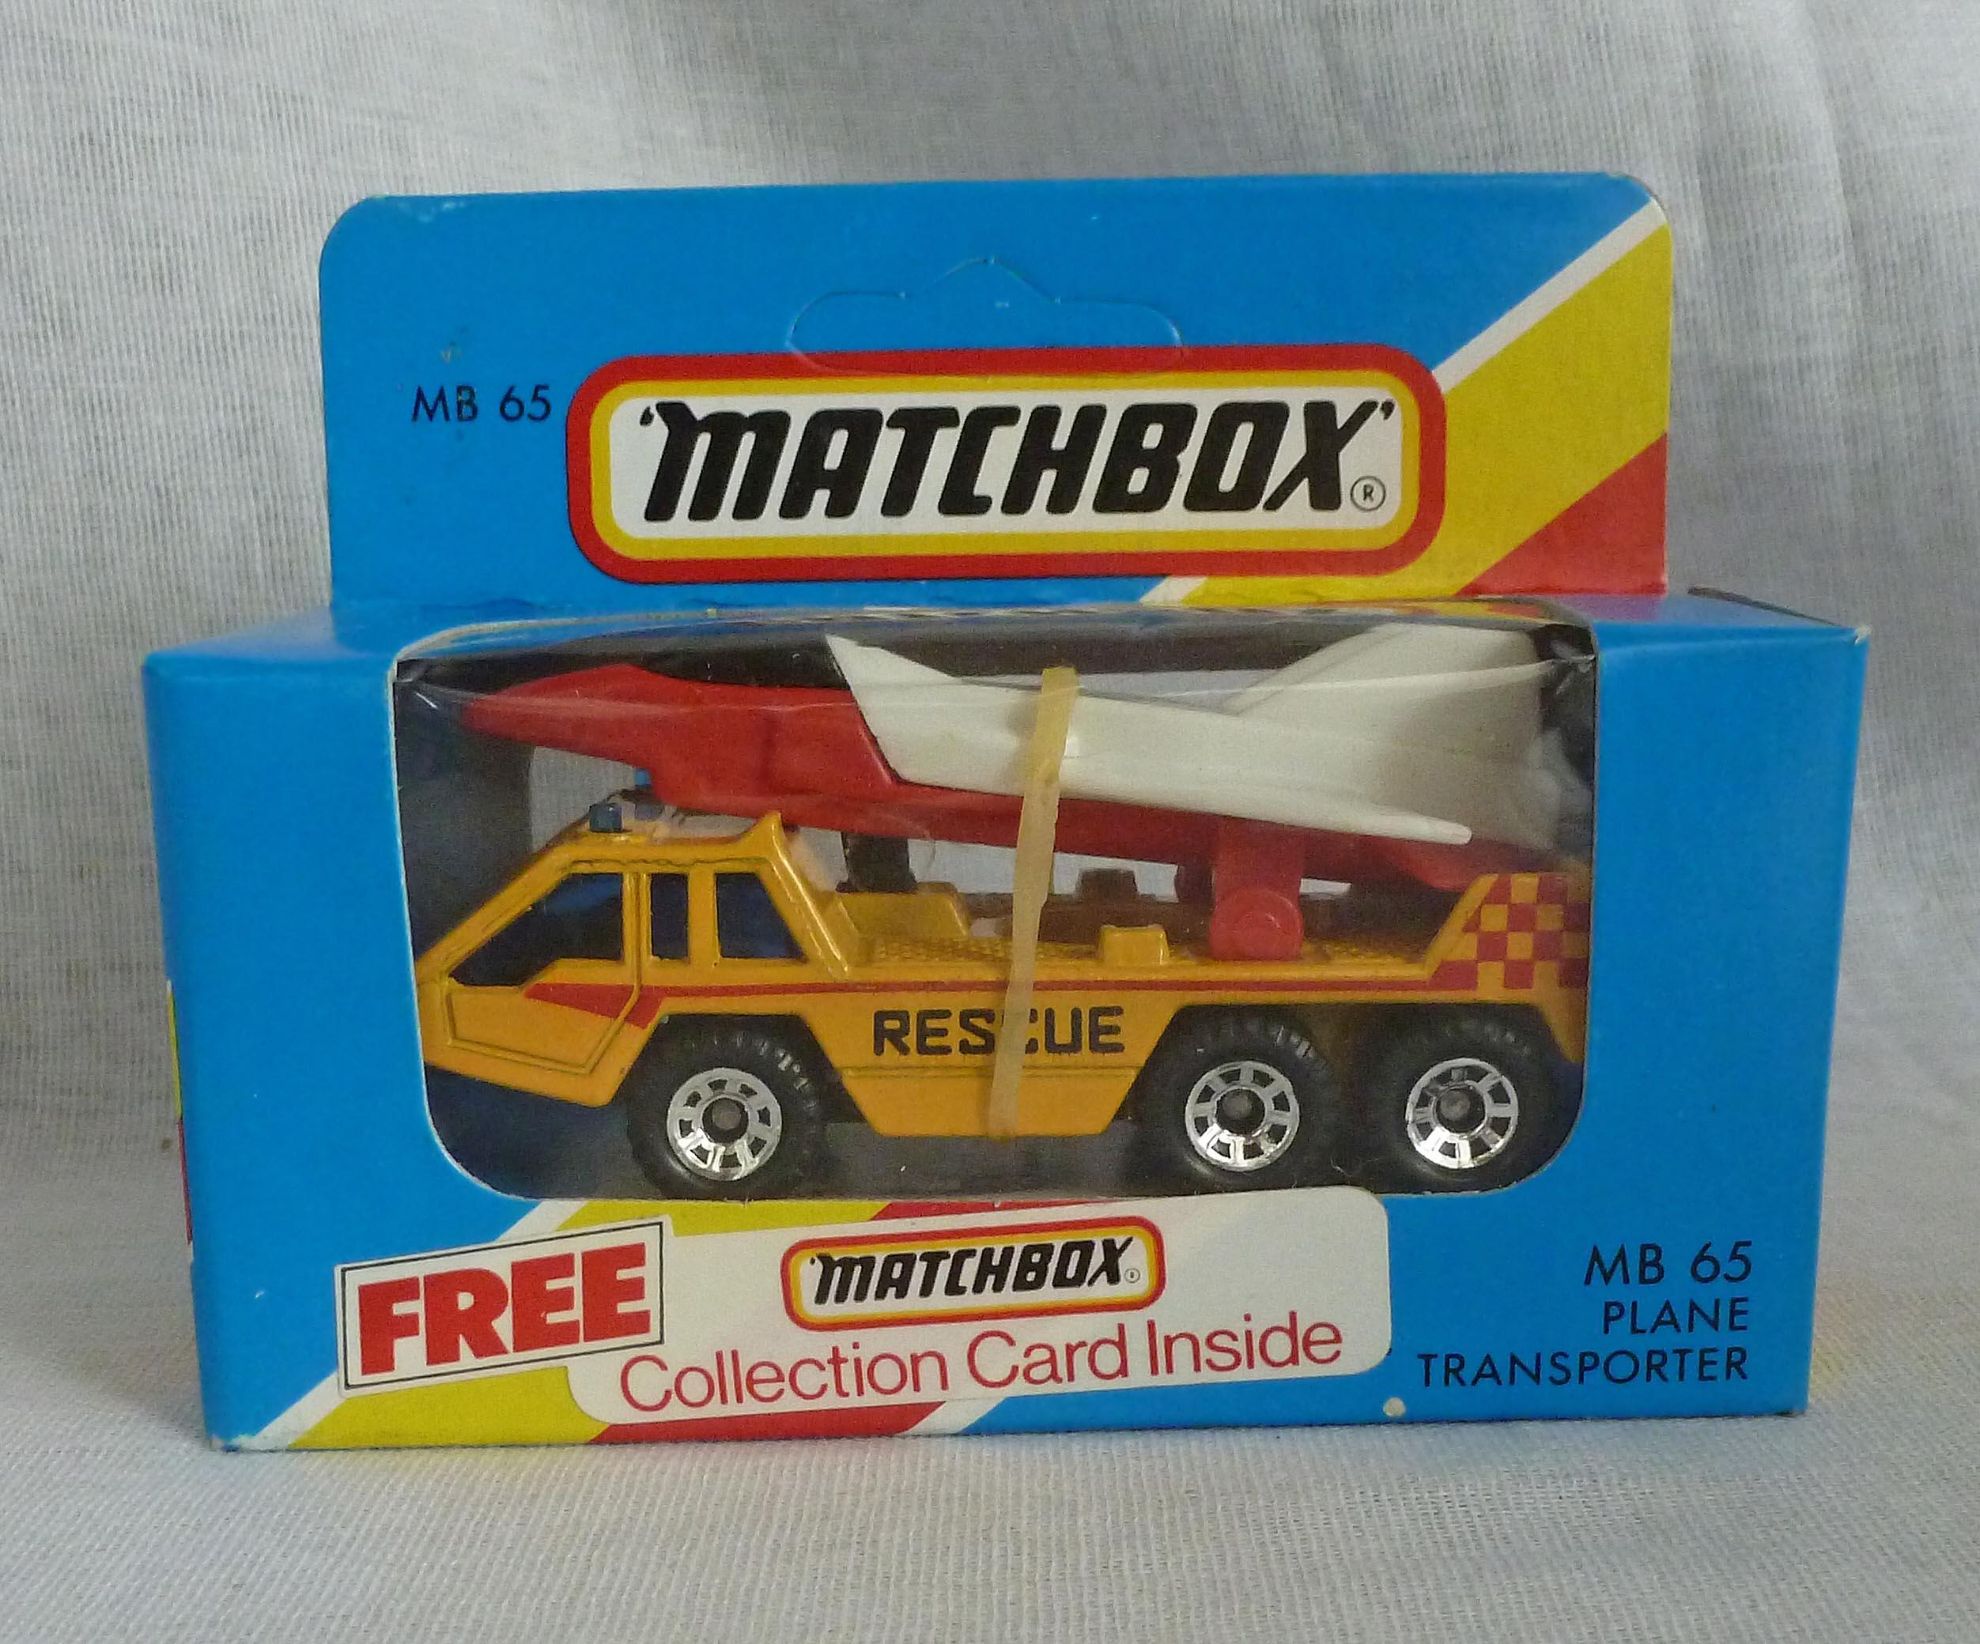 MB 65
'MATCHBOX'®
RESCUE
FREE
'MATCHBOX'®
Collection Card Inside
MB 65
PLANE
TRANSPORTER